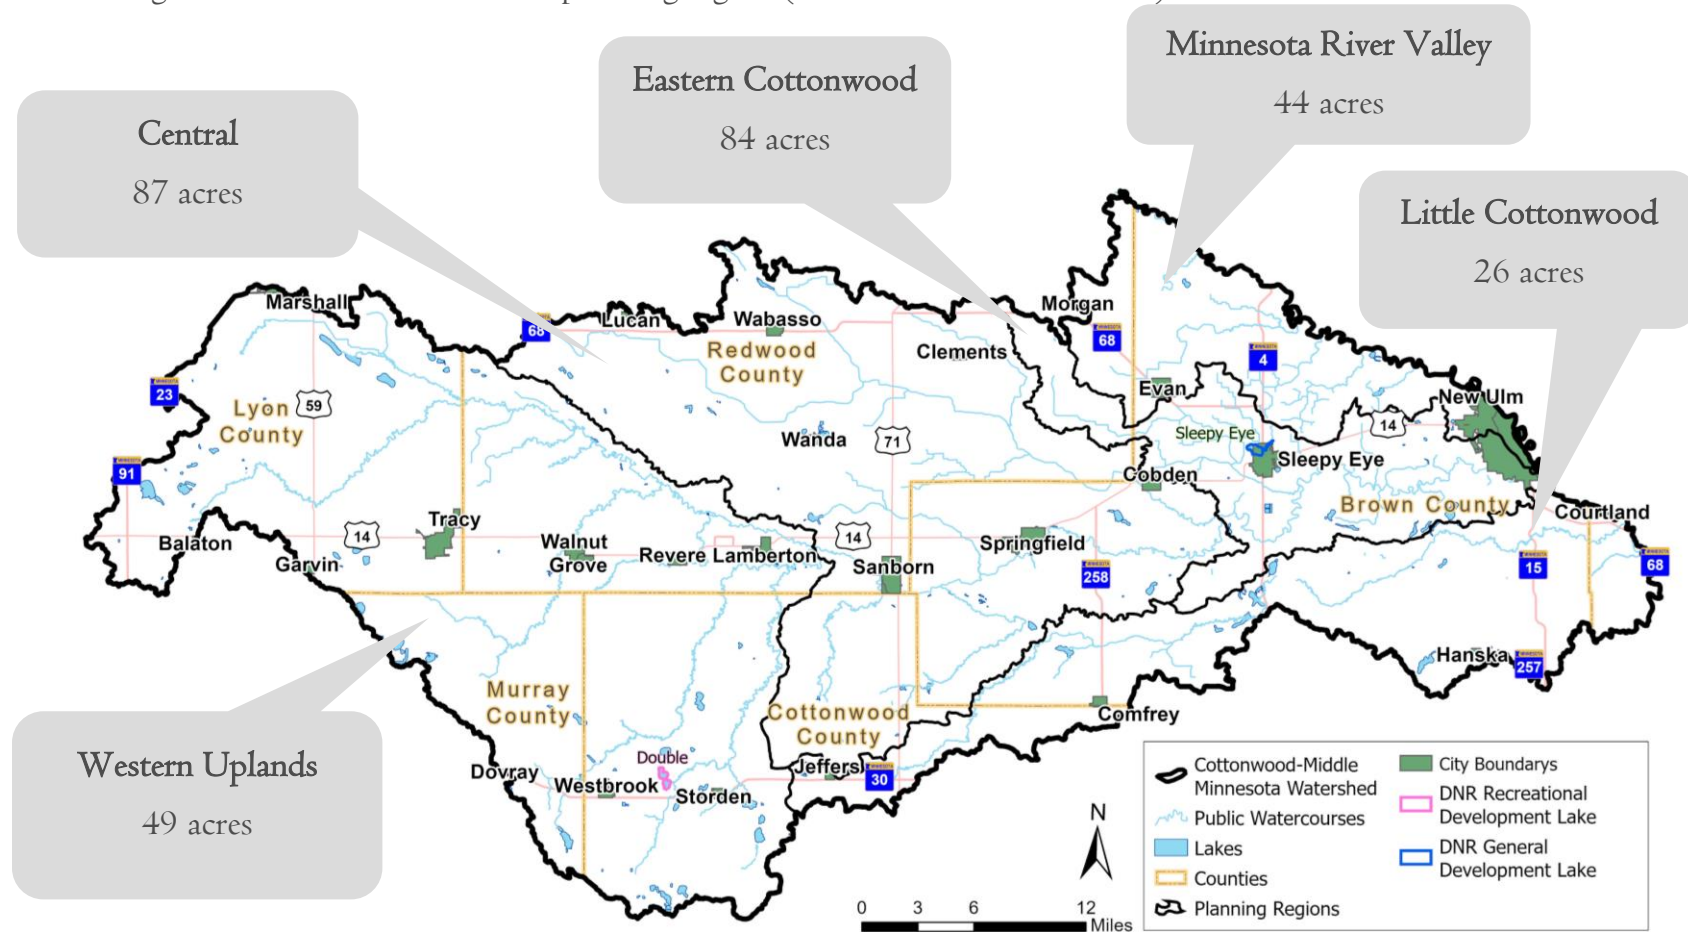 Minnesota River Valley
44 acres
Eastern Cottonwood
84 acres
Central
87 acres
Little Cottonwood
26 acres
Western Uplands
49 acres
Marshall
68
Lucan
Wabasso
Morgan
68
Redwood
County
Clements
4
23
Lyon
County
59
Evan
New Ulm
Wanda
71
Sleepy Eye
14
Sleepy Eye
91
Cobden
Brown County
Courtland
Tracy
Balaton
14
Garvin
Walnut
Grove
Revere
Lamberton
14
Sanborn
Springfield
258
15
68
Hanska
257
Murray
County
Cottonwood
County
Comfrey
Double
Dovray
Westbrook
Storden
Jeffers
30
N
0 3 6 12
Miles
Cottonwood-Middle
Minnesota Watershed
Public Watercourses
Lakes
Counties
Planning Regions
City Boundarys
DNR Recreational
Development Lake
DNR General
Development Lake